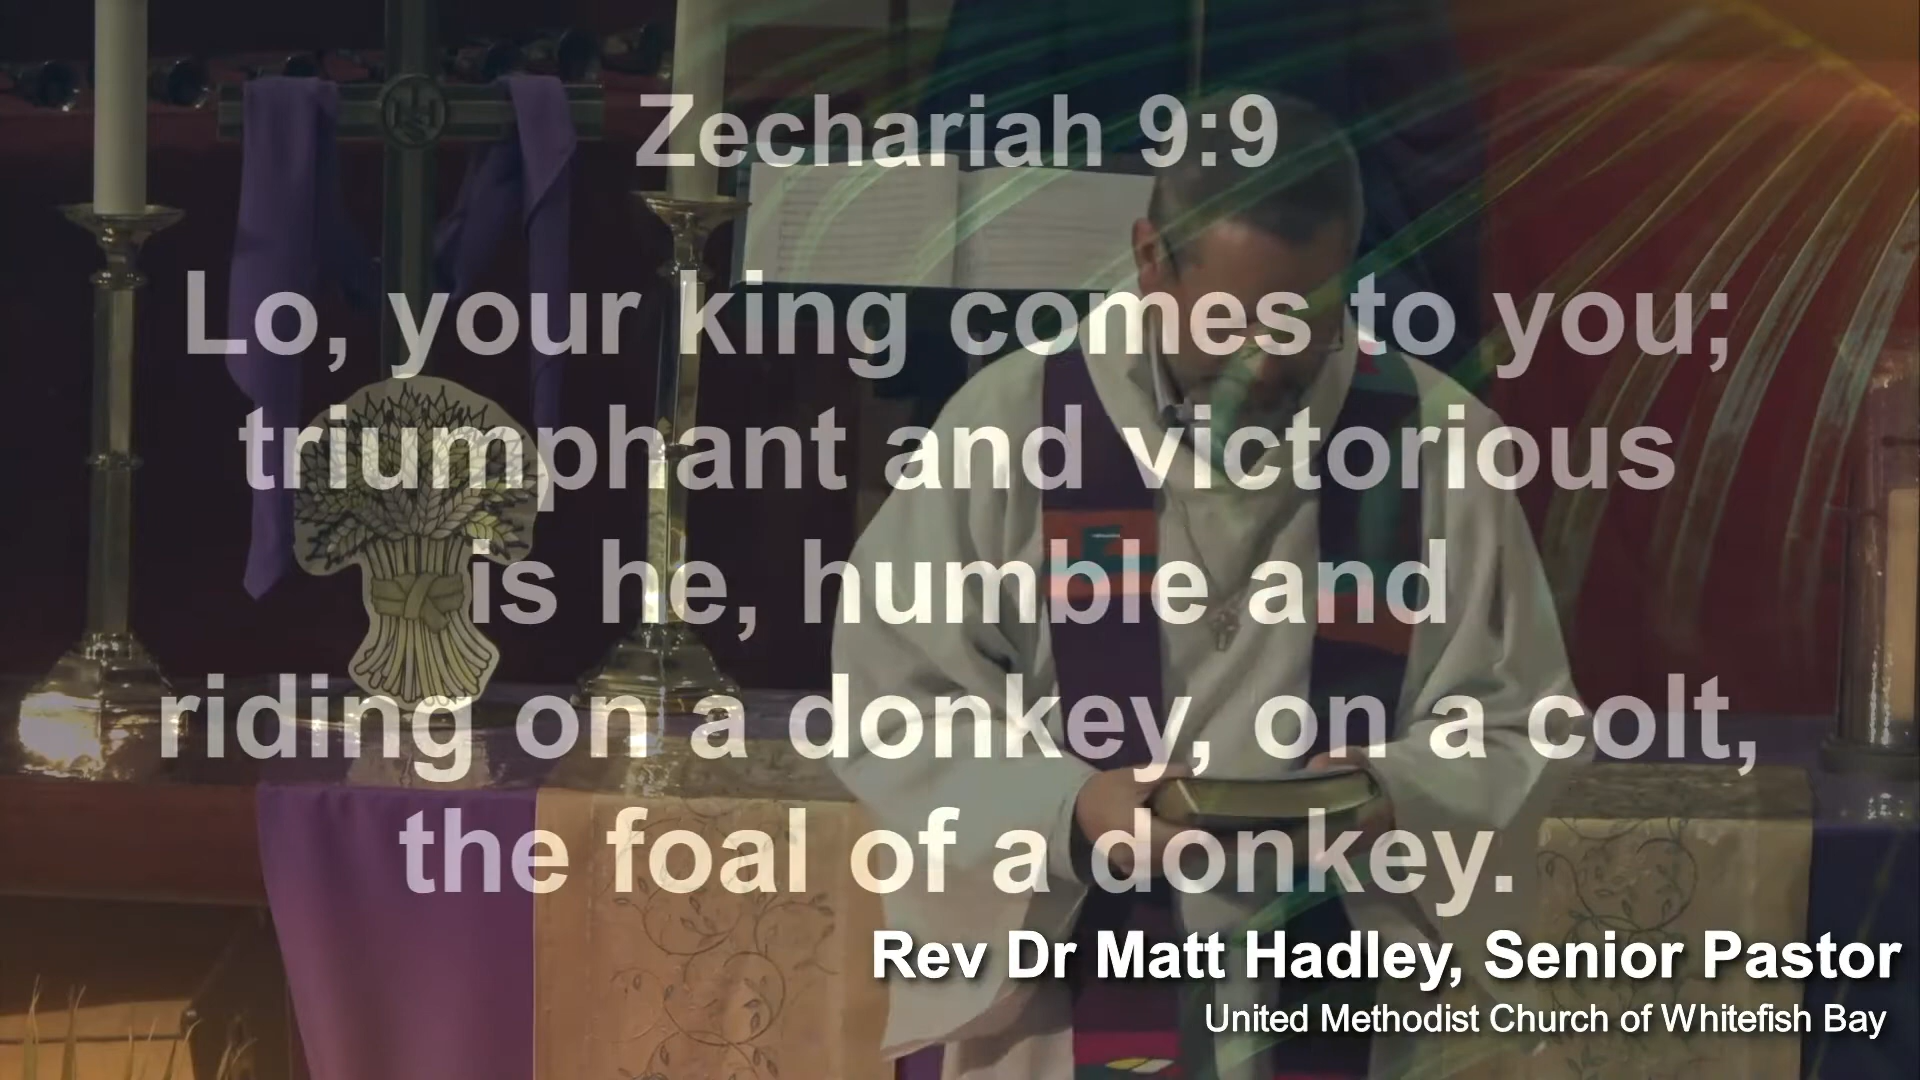 Zechariah 9:9
Lo, your king comes to you;
triumphant and victorious
is he, humble and
riding on a donkey, on a colt,
the foal of a donkey.
Rev Dr Matt Hadley, Senior Pastor
United Methodist Church of Whitefish Bay
IHS